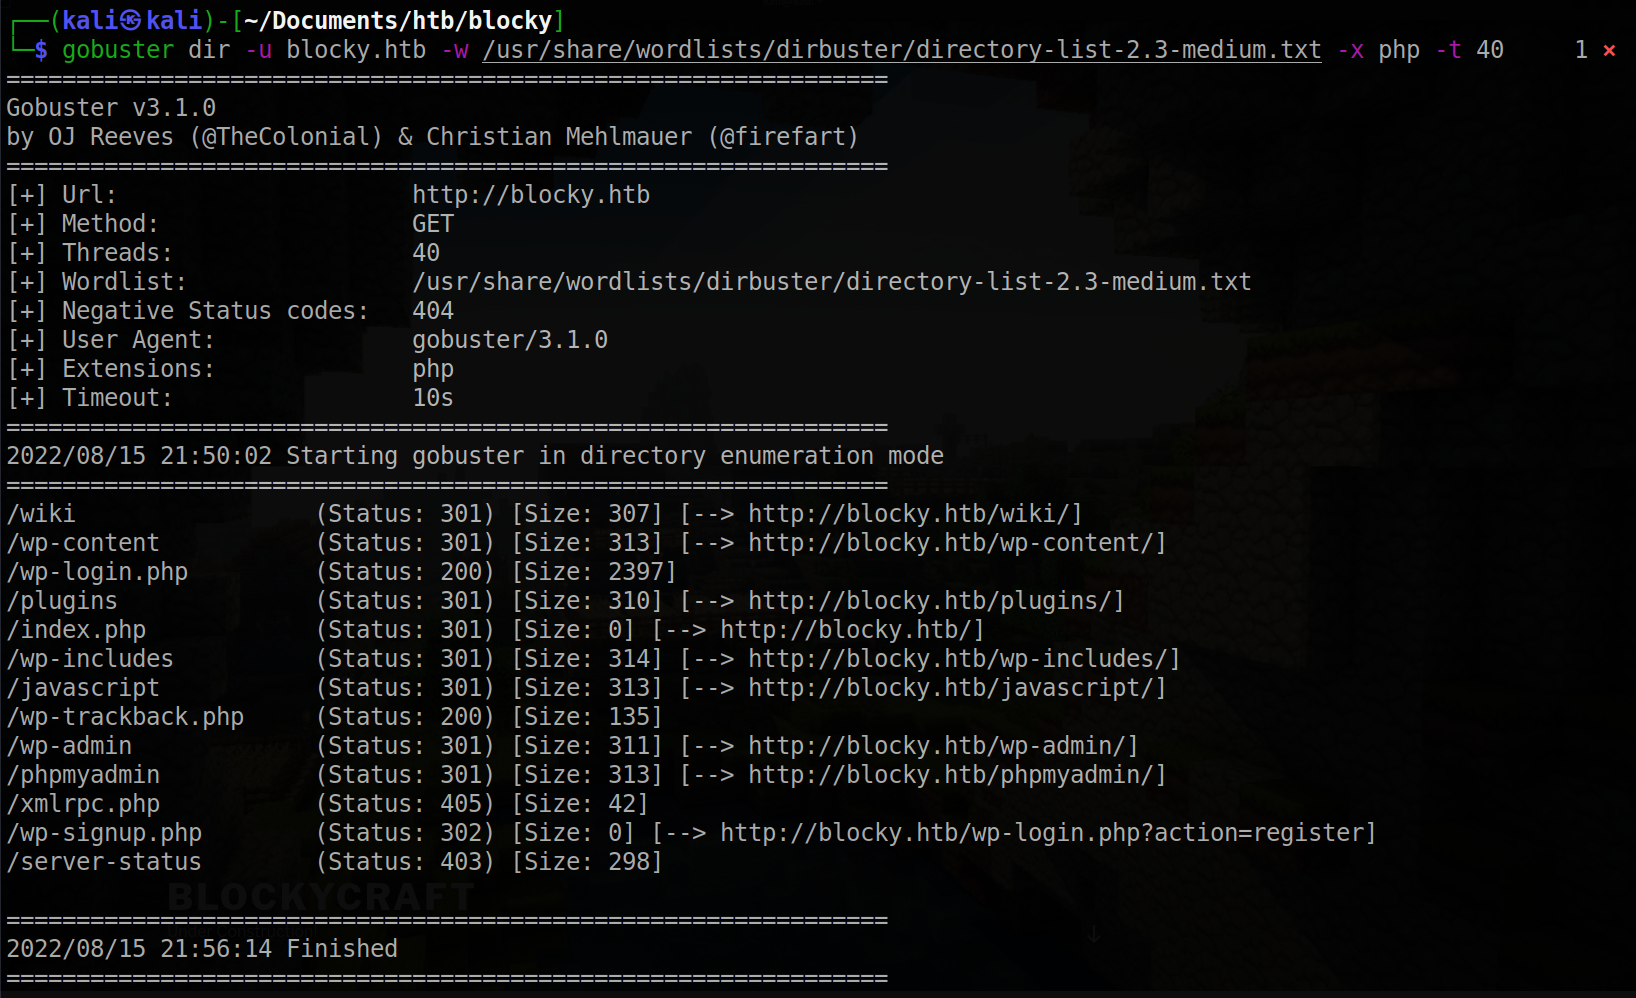 ┌──(kali㉿kali)-[~/Documents/htb/blocky]
└─$ gobuster dir -u blocky.htb -w /usr/share/wordlists/dirbuster/directory-list-2.3-medium.txt -x php -t 40 1 ⨯
===============================================================
Gobuster v3.1.0
by OJ Reeves (@TheColonial) & Christian Mehlmauer (@firefart)
===============================================================
[+] Url: http://blocky.htb
[+] Method: GET
[+] Threads: 40
[+] Wordlist: /usr/share/wordlists/dirbuster/directory-list-2.3-medium.txt
[+] Negative Status codes: 404
[+] User Agent: gobuster/3.1.0
[+] Extensions: php
[+] Timeout: 10s
===============================================================
2022/08/15 21:50:02 Starting gobuster in directory enumeration mode
===============================================================
/wiki (Status: 301) [Size: 307] [--> http://blocky.htb/wiki/]
/wp-content (Status: 301) [Size: 313] [--> http://blocky.htb/wp-content/]
/wp-login.php (Status: 200) [Size: 2397]
/plugins (Status: 301) [Size: 310] [--> http://blocky.htb/plugins/]
/index.php (Status: 301) [Size: 0] [--> http://blocky.htb/]
/wp-includes (Status: 301) [Size: 314] [--> http://blocky.htb/wp-includes/]
/javascript (Status: 301) [Size: 313] [--> http://blocky.htb/javascript/]
/wp-trackback.php (Status: 200) [Size: 135]
/wp-admin (Status: 301) [Size: 311] [--> http://blocky.htb/wp-admin/]
/phpmyadmin (Status: 301) [Size: 313] [--> http://blocky.htb/phpmyadmin/]
/xmlrpc.php (Status: 405) [Size: 42]
/wp-signup.php (Status: 302) [Size: 0] [--> http://blocky.htb/wp-login.php?action=register]
/server-status (Status: 403) [Size: 298]
BLOCKYCRAFT
===============================================================
Under Construction!
2022/08/15 21:56:14 Finished
===============================================================